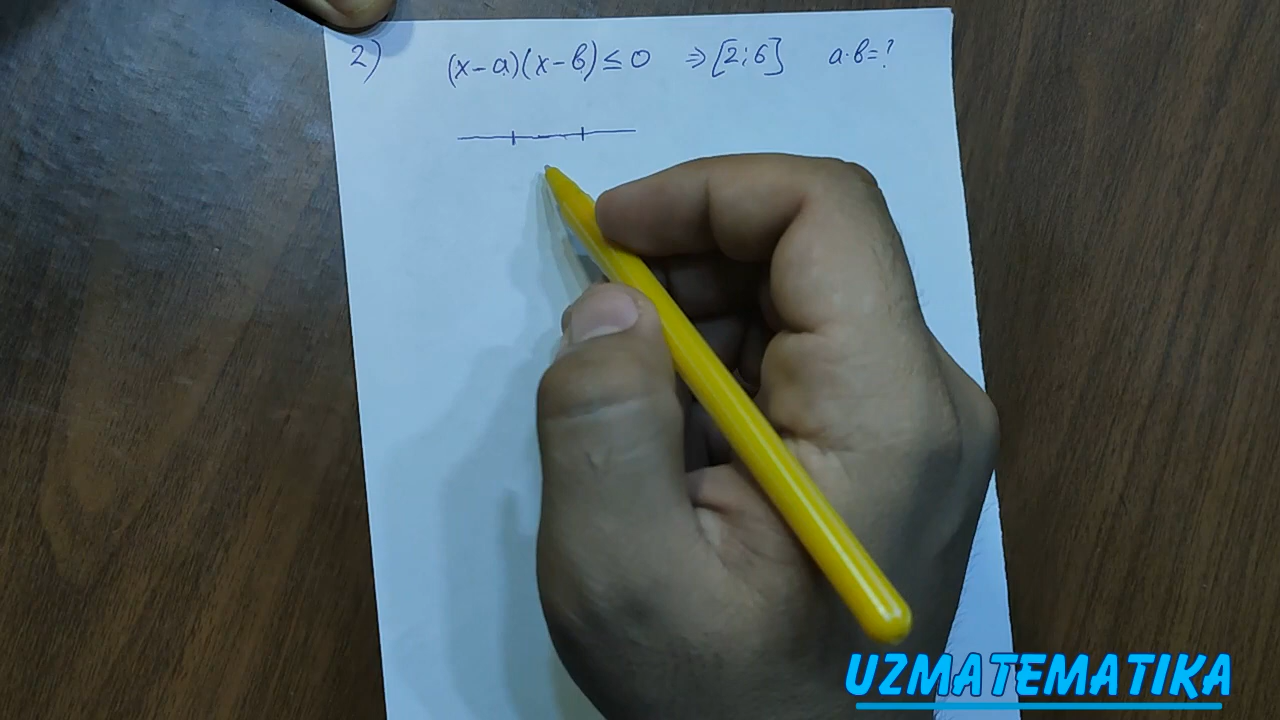 2) (x-a)(x-b)≤0 ⇒[2;6] a·b=?
UZMATEMATIKA